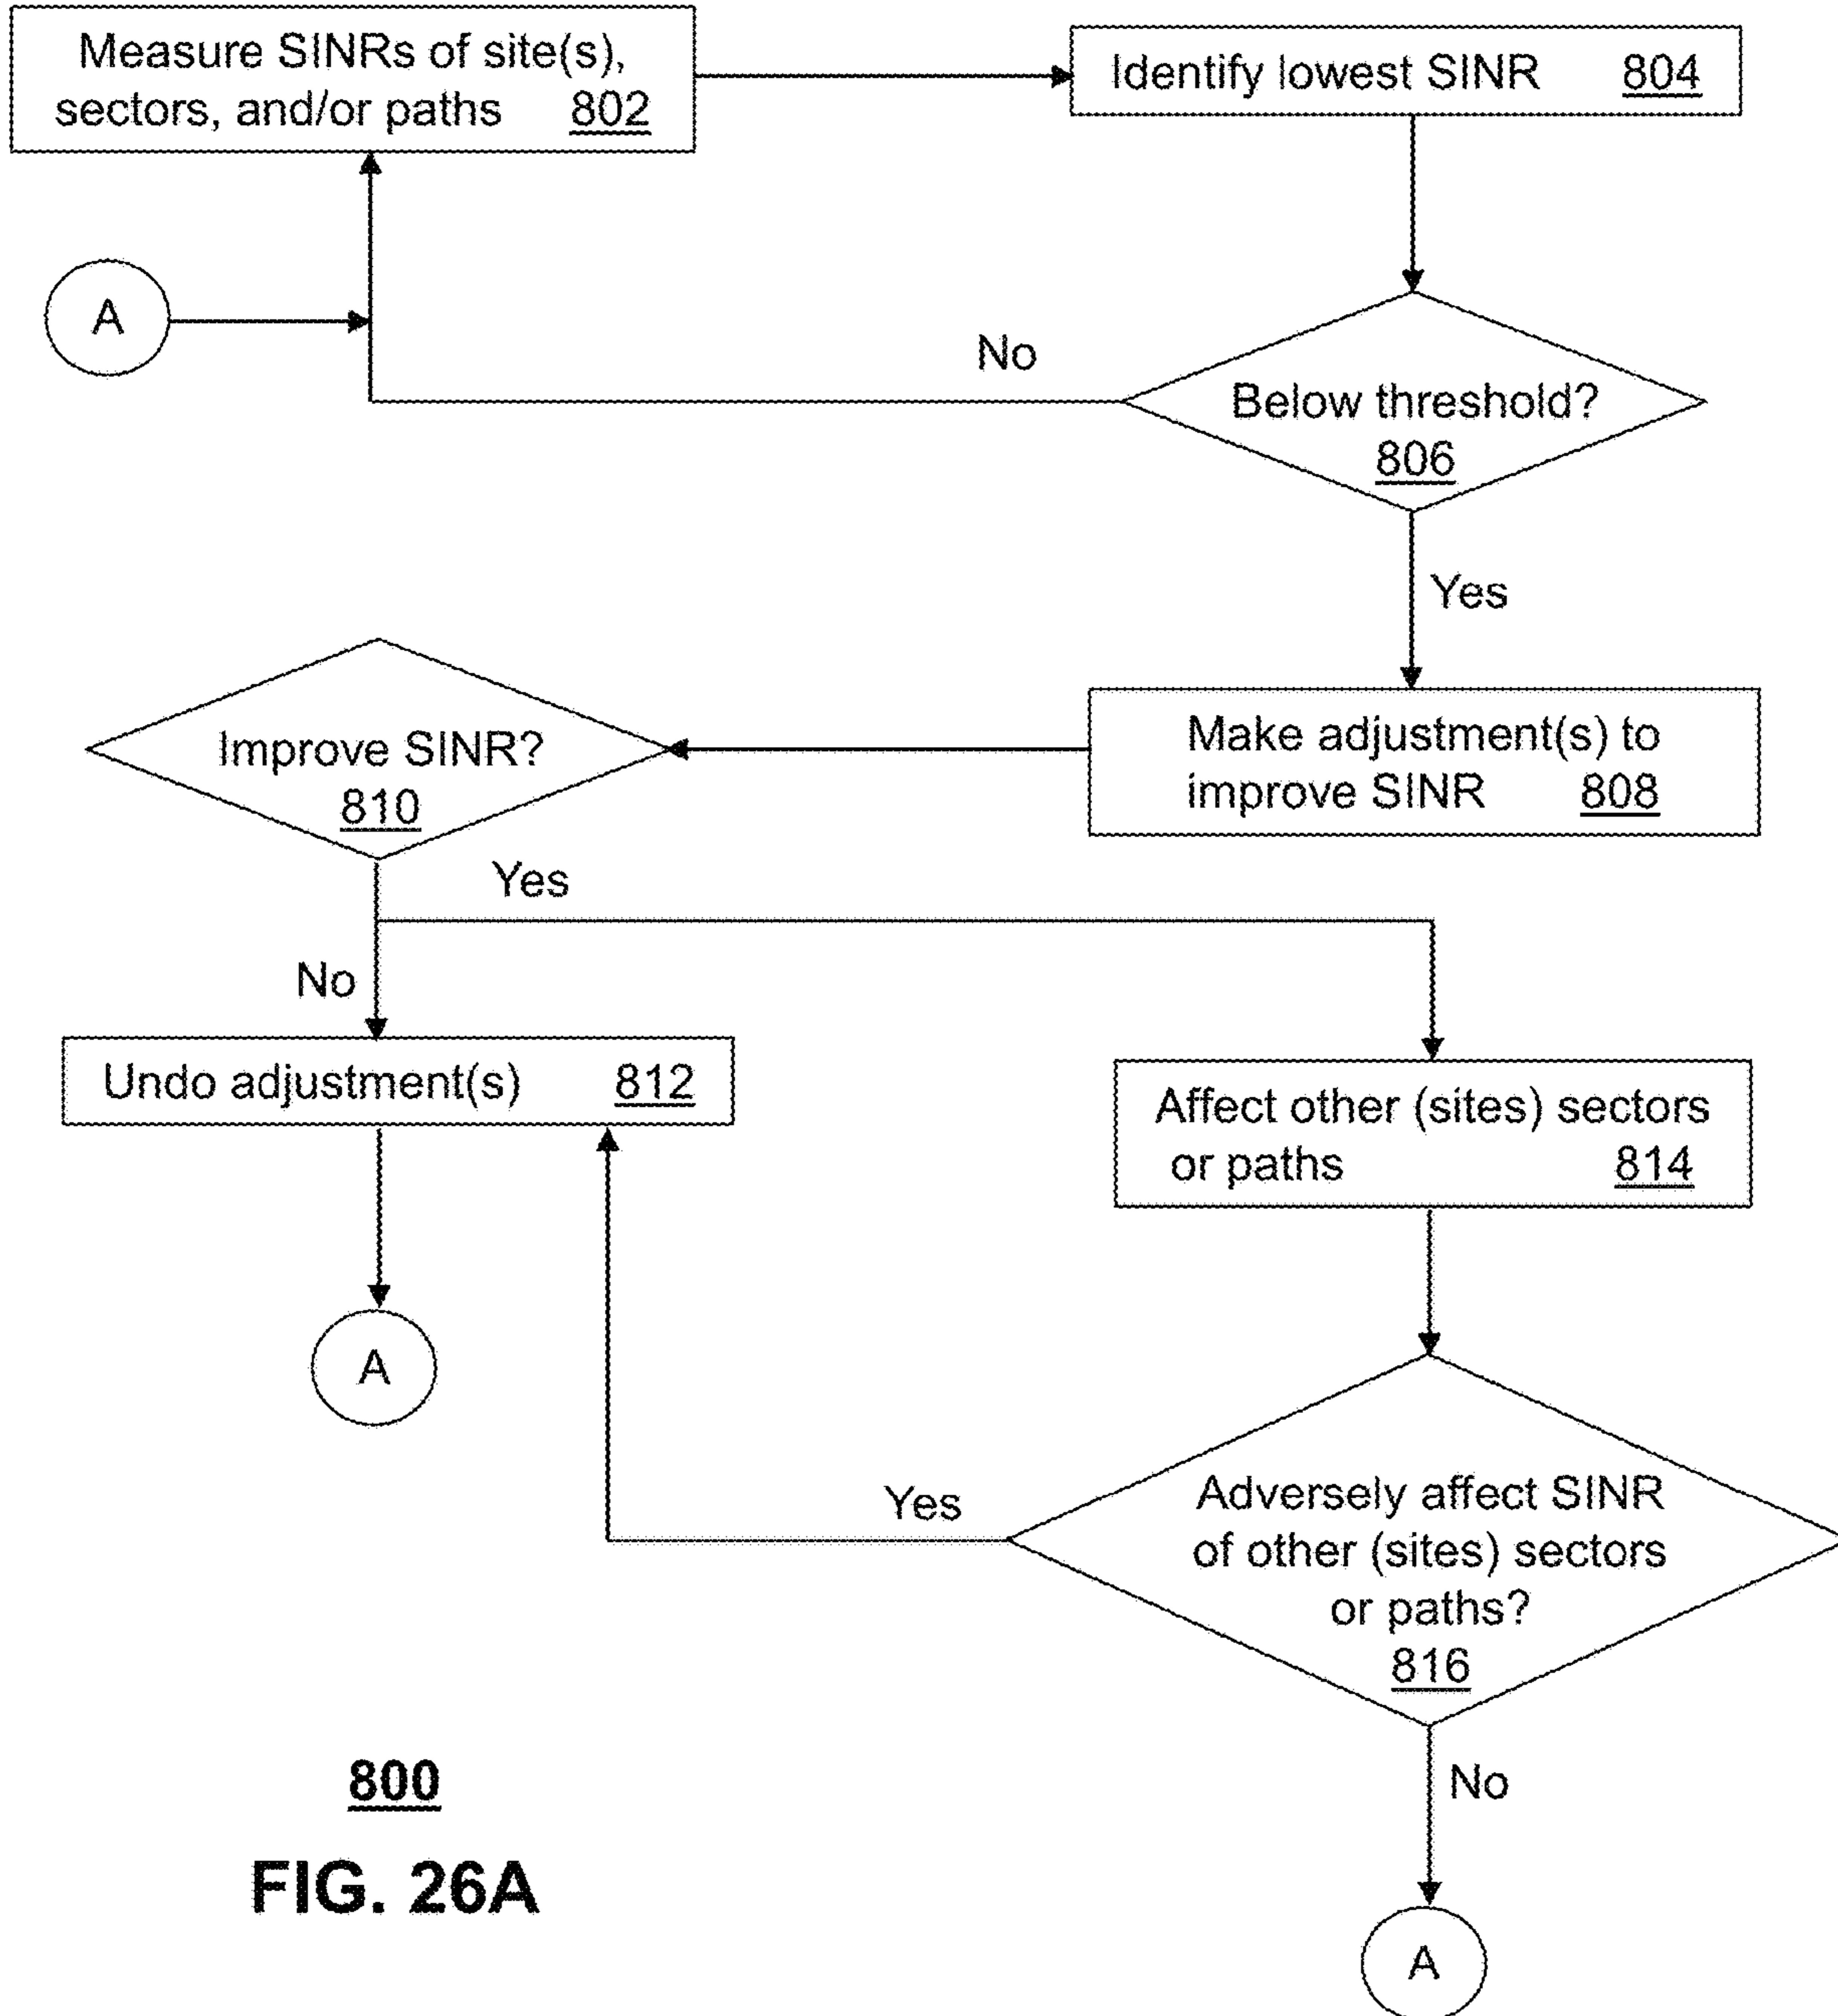 Measure SINRs of site(s),
sectors, and/or paths 802
Identify lowest SINR 804
A
No
Below threshold?
806
Yes
Make adjustment(s) to
improve SINR 808
Improve SINR?
810
Yes
No
Undo adjustment(s) 812
Affect other (sites) sectors
or paths 814
A
Yes
Adversely affect SINR
of other (sites) sectors
or paths?
816
No
A
800
FIG. 26A